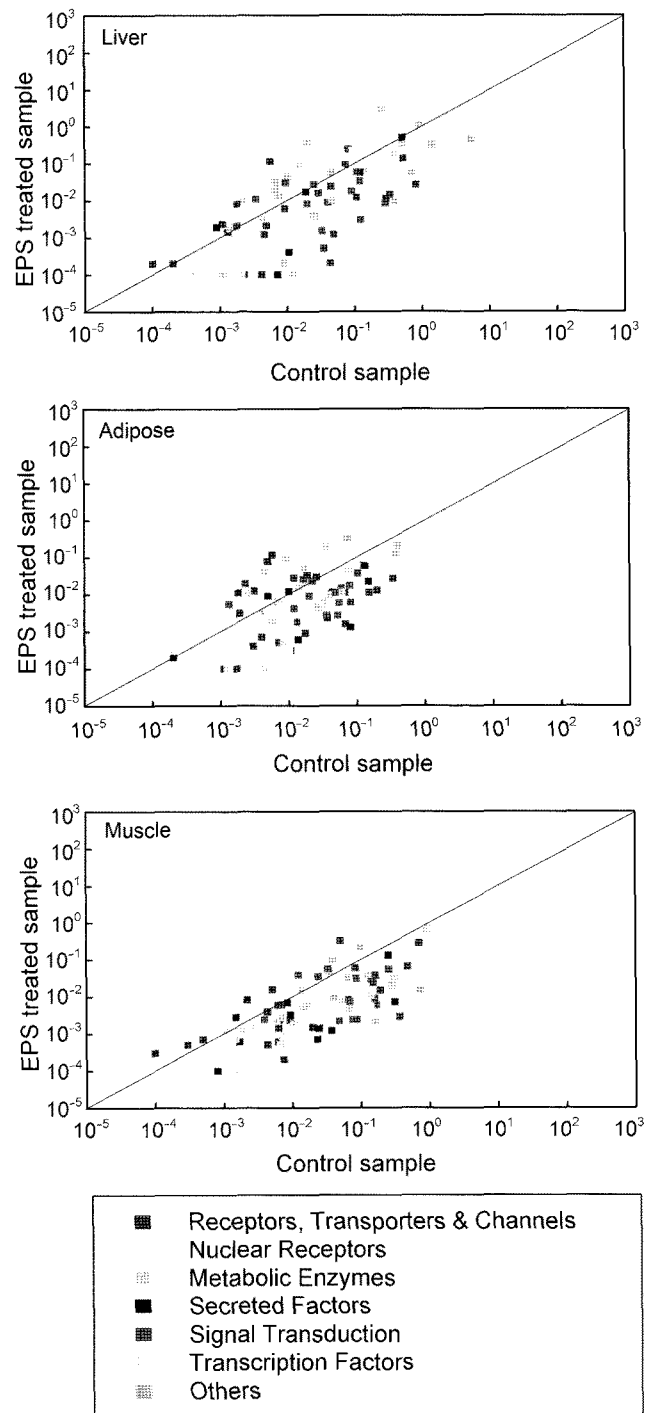 Liver
EPS treated sample
10³
10²
10¹
10⁰
10⁻¹
10⁻²
10⁻³
10⁻⁴
10⁻⁵
10⁻⁵ 10⁻⁴ 10⁻³ 10⁻² 10⁻¹ 10⁰ 10¹ 10² 10³
Control sample
Adipose
EPS treated sample
10³
10²
10¹
10⁰
10⁻¹
10⁻²
10⁻³
10⁻⁴
10⁻⁵
10⁻⁵ 10⁻⁴ 10⁻³ 10⁻² 10⁻¹ 10⁰ 10¹ 10² 10³
Control sample
Muscle
EPS treated sample
10³
10²
10¹
10⁰
10⁻¹
10⁻²
10⁻³
10⁻⁴
10⁻⁵
10⁻⁵ 10⁻⁴ 10⁻³ 10⁻² 10⁻¹ 10⁰ 10¹ 10² 10³
Control sample
Receptors, Transporters & Channels
Nuclear Receptors
Metabolic Enzymes
Secreted Factors
Signal Transduction
Transcription Factors
Others